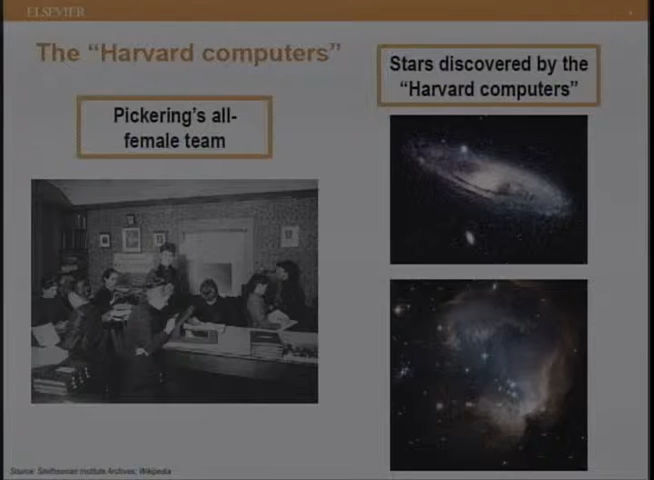 ELSEVIER
The “Harvard computers”
Stars discovered by the
“Harvard computers”
Pickering’s all-
female team
Source: Smithsonian Institute Archives; Wikipedia